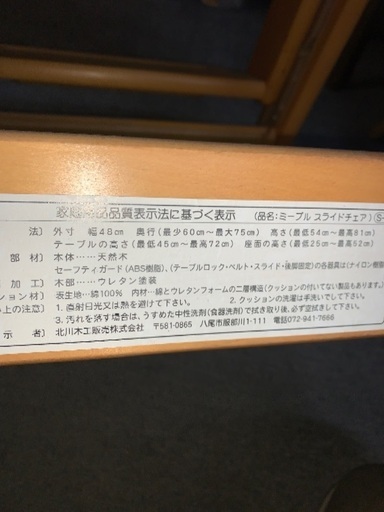 家庭用品品質表示法に基づく表示 (品名:ミーブル スライドチェア) (S-
法) 外寸 幅48cm 奥行(最少60cm〜最大75cm) 高さ(最低54cm〜最高81cm)
テーブルの高さ(最低45cm〜最高72cm) 座面の高さ(最低25cm〜最高52cm)
部材 本体……天然木
セーフティガード(ABS樹脂)、(テーブルロック・ベルト・スライド・後脚固定)の各器具は(ナイロン樹脂
加工) 木部……ウレタン塗装
ション材) 表生地…綿100% 内材…綿とウレタンフォームの二層構造(クッションの付いてない製品もあります。)
い上の注意) 1.直射日光又は熱を避けて下さい。 2.クッションの洗濯は手洗いでして下さい。
3.汚れを落す場合は、うすめた中性洗剤(食器洗剤)で拭き取り後、必ず空拭きして下さい。
示者) 北川木工販売株式会社 〒581-0865 八尾市服部川1-111 電話072-941-7666